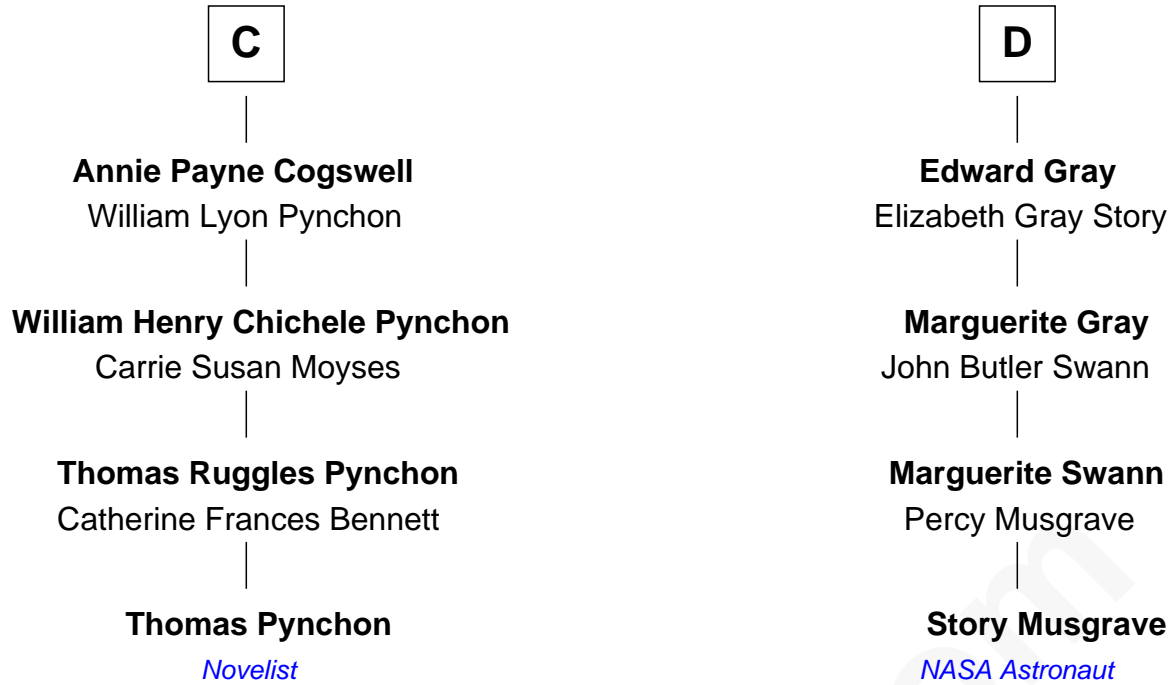 C
Annie Payne Cogswell
William Lyon Pynchon
William Henry Chichele Pynchon
Carrie Susan Moyses
Thomas Ruggles Pynchon
Catherine Frances Bennett
Thomas Pynchon
Novelist
D
Edward Gray
Elizabeth Gray Story
Marguerite Gray
John Butler Swann
Marguerite Swann
Percy Musgrave
Story Musgrave
NASA Astronaut